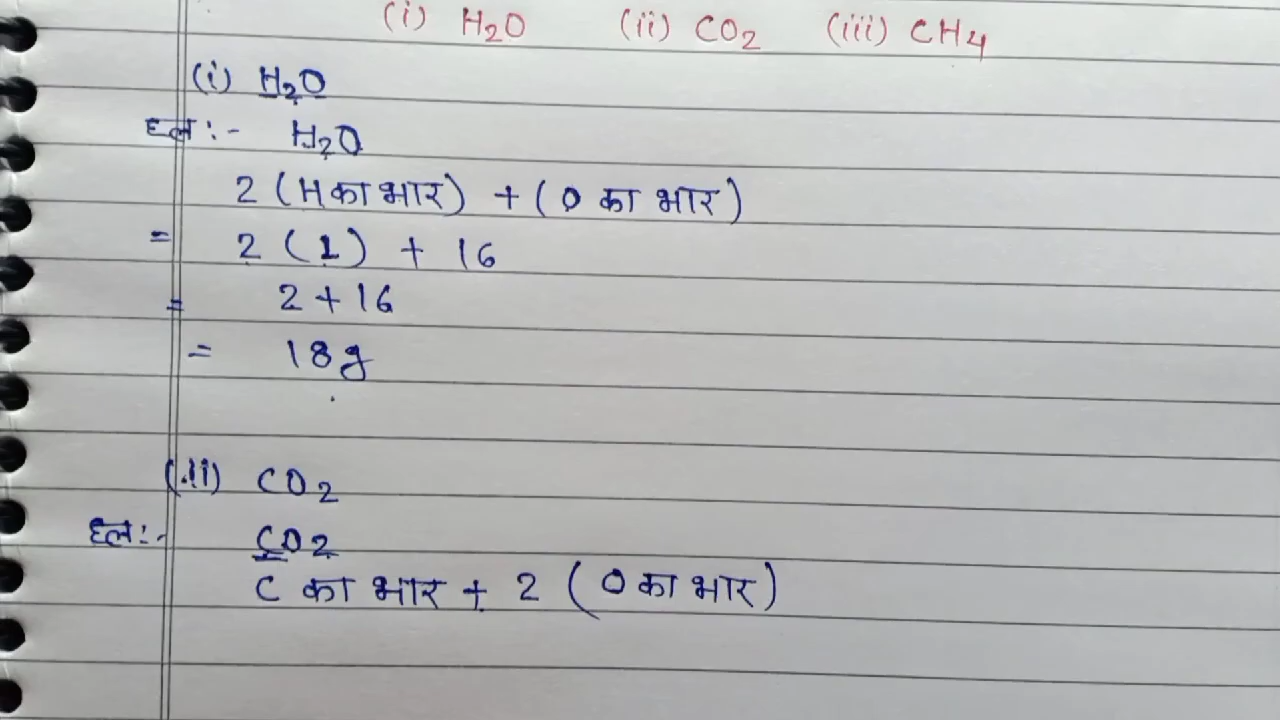 (i) H₂O (ii) CO₂ (iii) CH₄
(i) H₂O
हल :- H₂O
2 (H का भार) + (O का भार)
= 2 (1) + 16
= 2 + 16
= 18g
(ii) CO₂
हल :- CO₂
C का भार + 2 (O का भार)